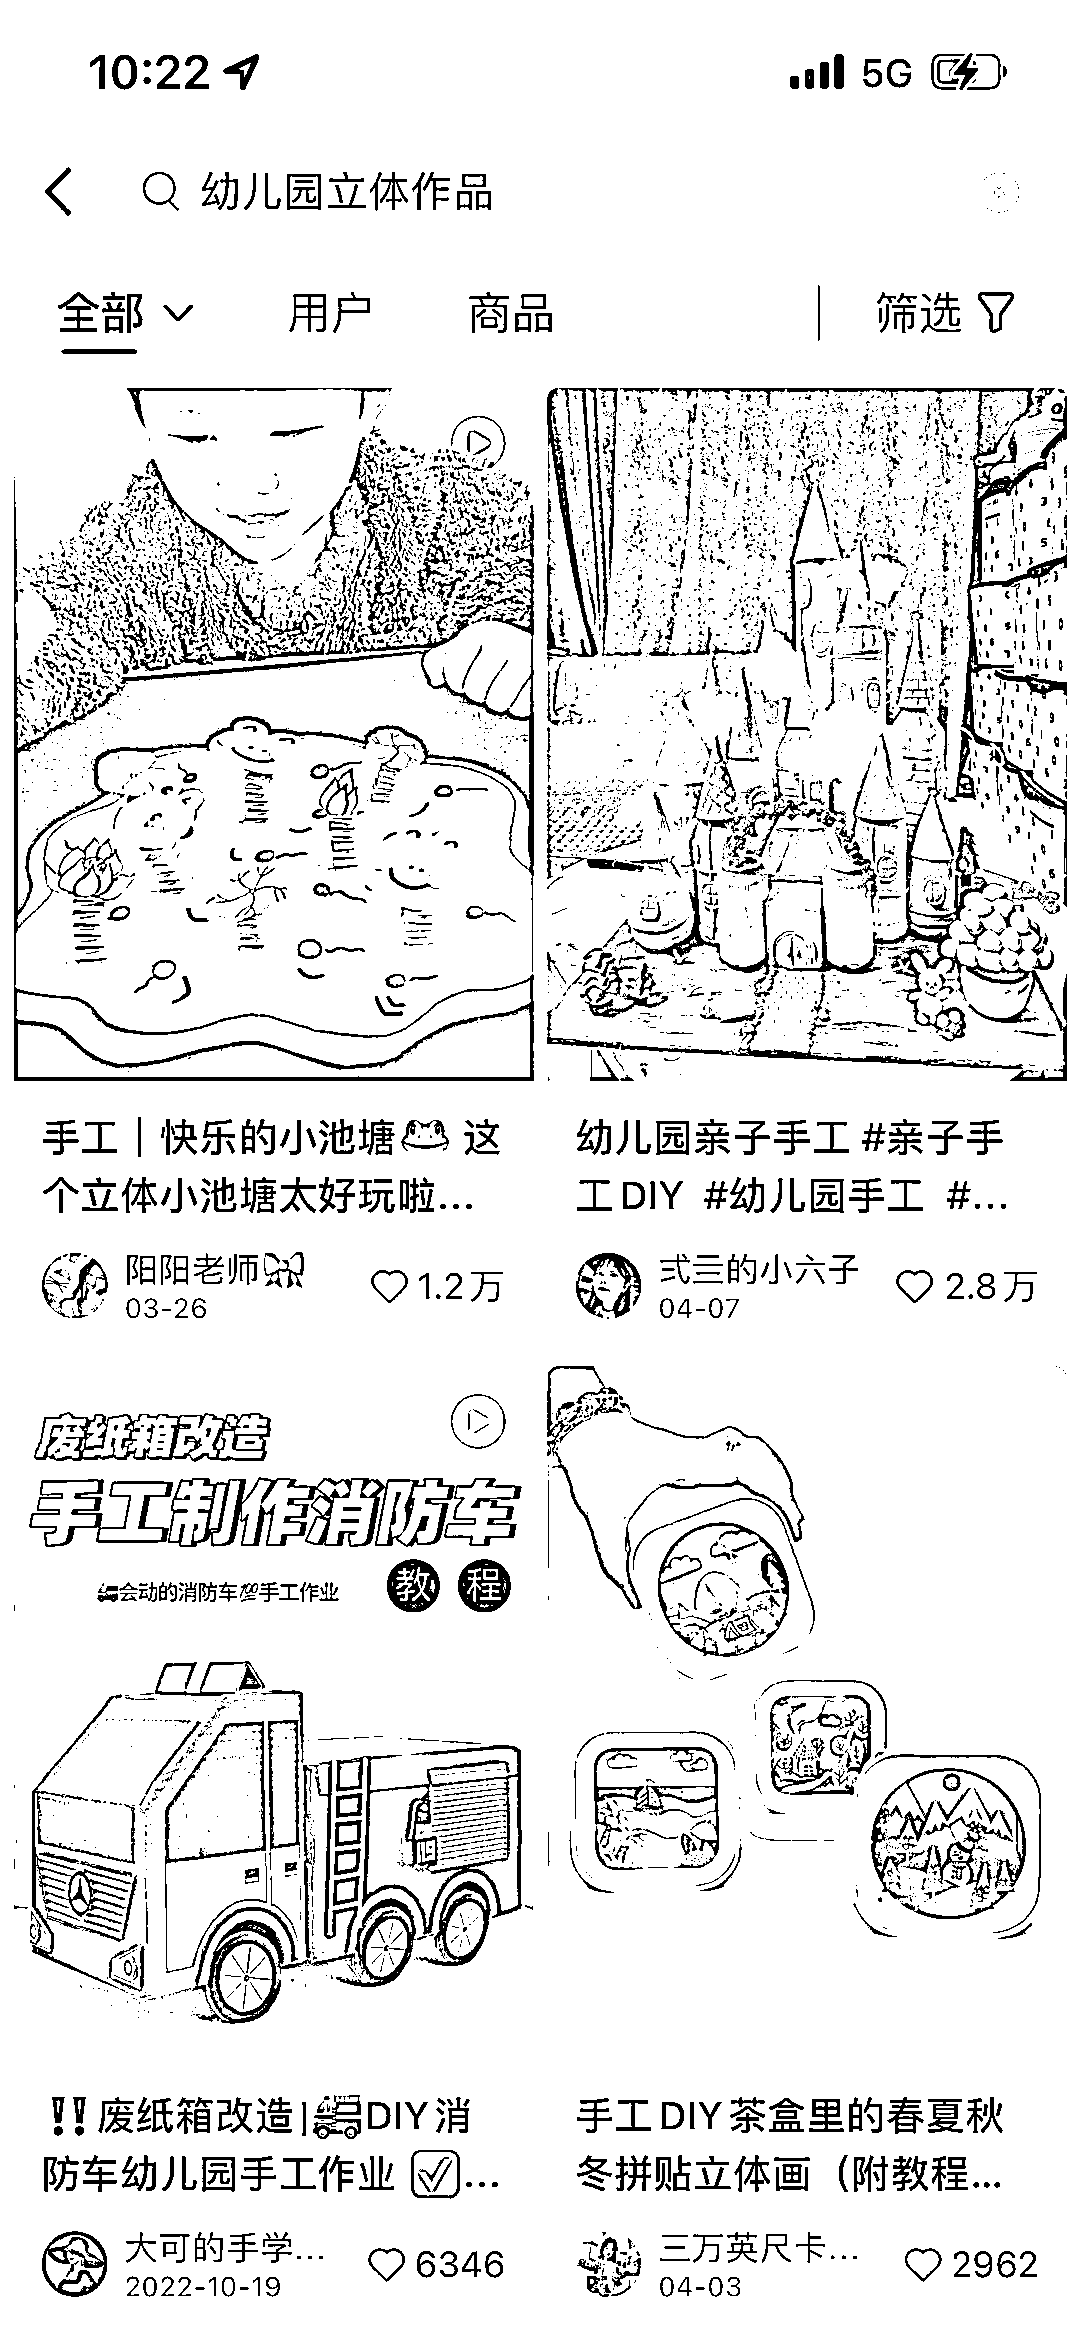 10:22 5G
幼儿园立体作品
全部 用户 商品 筛选
手工｜快乐的小池塘🐸 这
个立体小池塘太好玩啦...
阳阳老师🎀
03-26
1.2万
幼儿园亲子手工 #亲子手
工DIY #幼儿园手工 #...
弍亖的小六子
04-07
2.8万
废纸箱改造
手工制作消防车
🚒会动的消防车💯手工作业 教 程
‼️废纸箱改造|🚒DIY消
防车幼儿园手工作业 ✅...
大可的手学...
2022-10-19
6346
手工DIY茶盒里的春夏秋
冬拼贴立体画（附教程...
三万英尺卡...
04-03
2962